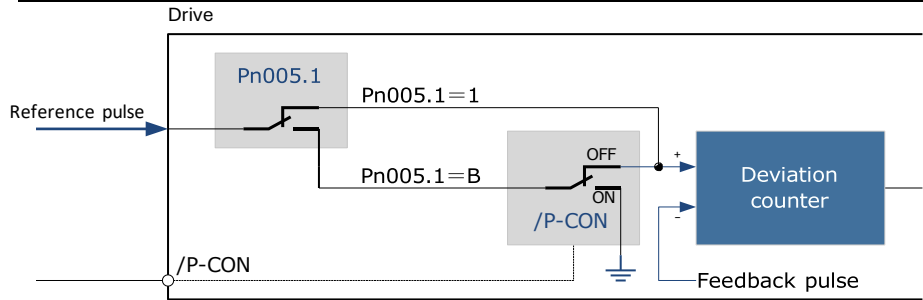 Drive
Pn005.1
Reference pulse
Pn005.1＝1
Pn005.1＝B
OFF
ON
/P-CON
+
−
Deviation
counter
/P-CON
Feedback pulse